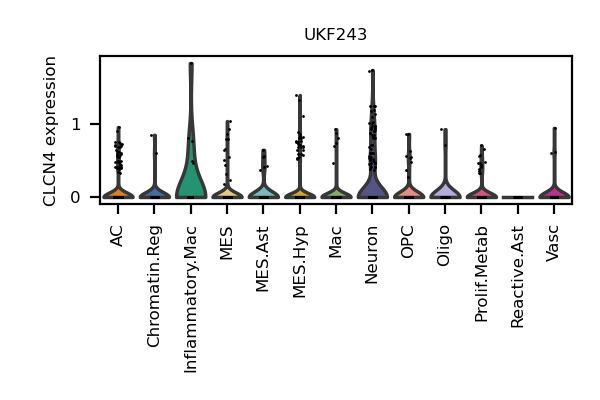 UKF243
CLCN4 expression
1
0
AC
Chromatin.Reg
Inflammatory.Mac
MES
MES.Ast
MES.Hyp
Mac
Neuron
OPC
Oligo
Prolif.Metab
Reactive.Ast
Vasc